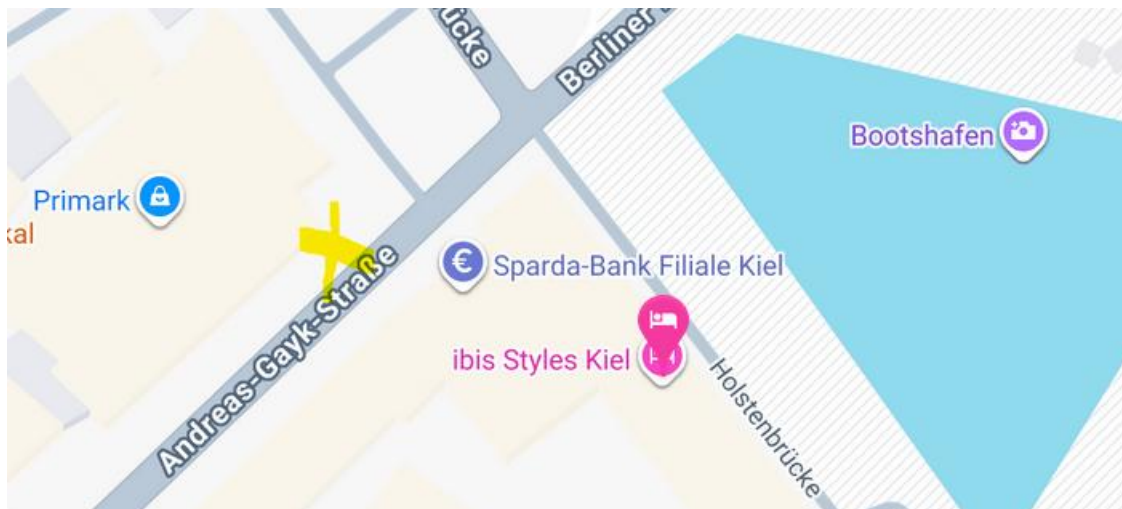 ücke
Berliner
Bootshafen
Primark
kal
Sparda-Bank Filiale Kiel
Andreas-Gayk-Straße
ibis Styles Kiel
Holstenbrücke